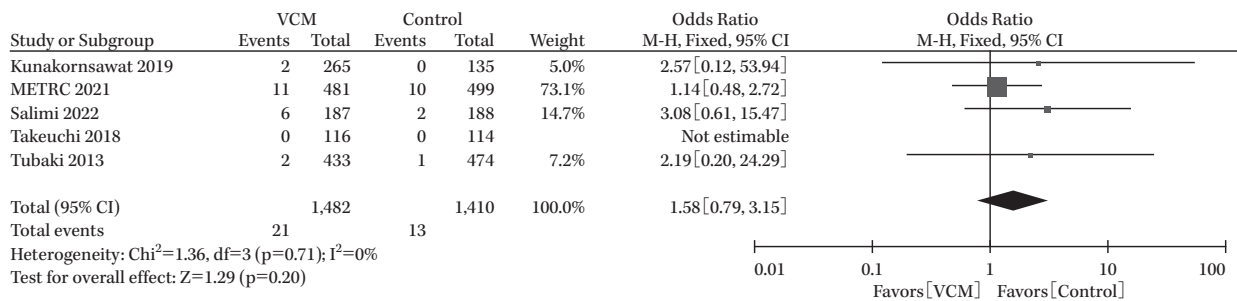 VCM Control Odds Ratio Odds Ratio
Study or Subgroup Events Total Events Total Weight M-H, Fixed, 95% CI M-H, Fixed, 95% CI
Kunakornsawat 2019 2 265 0 135 5.0% 2.57[0.12, 53.94]
METRC 2021 11 481 10 499 73.1% 1.14[0.48, 2.72]
Salimi 2022 6 187 2 188 14.7% 3.08[0.61, 15.47]
Takeuchi 2018 0 116 0 114 Not estimable
Tubaki 2013 2 433 1 474 7.2% 2.19[0.20, 24.29]
Total (95% CI) 1,482 1,410 100.0% 1.58[0.79, 3.15]
Total events 21 13
Heterogeneity: Chi²=1.36, df=3 (p=0.71); I²=0%
Test for overall effect: Z=1.29 (p=0.20)
0.01 0.1 1 10 100
Favors[VCM] Favors[Control]